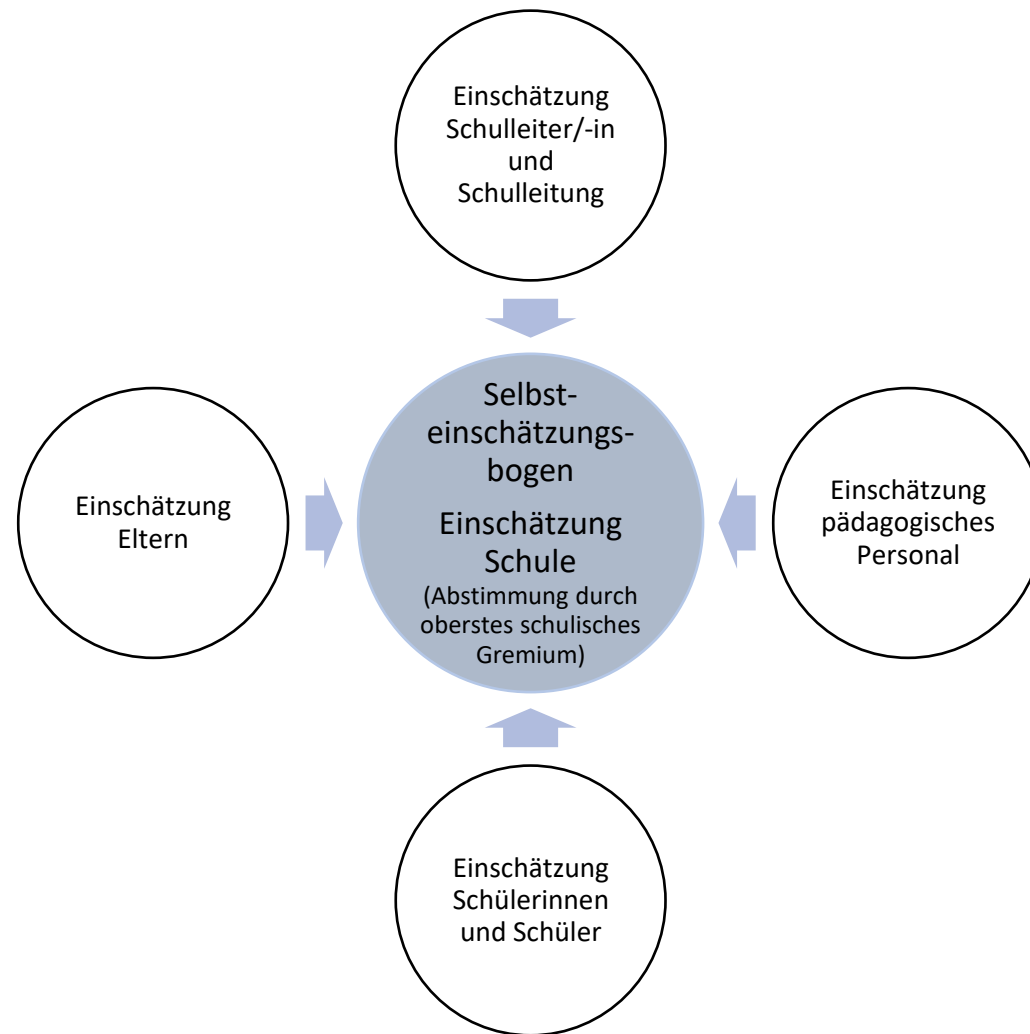 Einschätzung
Schulleiter/-in
und
Schulleitung
Einschätzung
Eltern
Selbst-
einschätzungs-
bogen
Einschätzung
Schule
(Abstimmung durch
oberstes schulisches
Gremium)
Einschätzung
pädagogisches
Personal
Einschätzung
Schülerinnen
und Schüler